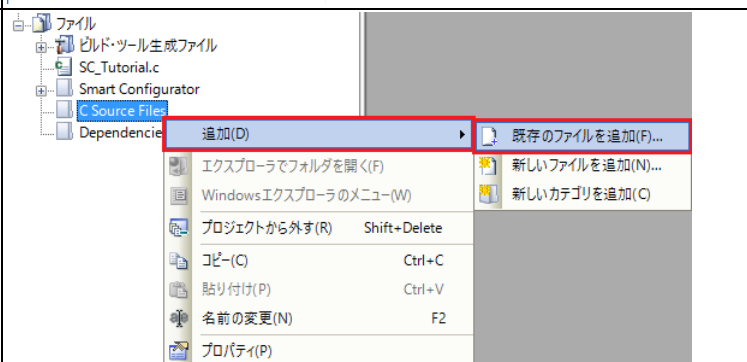 ファイル
ビルド・ツール生成ファイル
SC_Tutorial.c
Smart Configurator
C Source Files
Dependencie
追加(D)
既存のファイルを追加(F)...
新しいファイルを追加(N)...
新しいカテゴリを追加(C)
エクスプローラでフォルダを開く(F)
Windowsエクスプローラのメニュー(W)
プロジェクトから外す(R) Shift+Delete
コピー(C) Ctrl+C
貼り付け(P) Ctrl+V
名前の変更(N) F2
プロパティ(P)